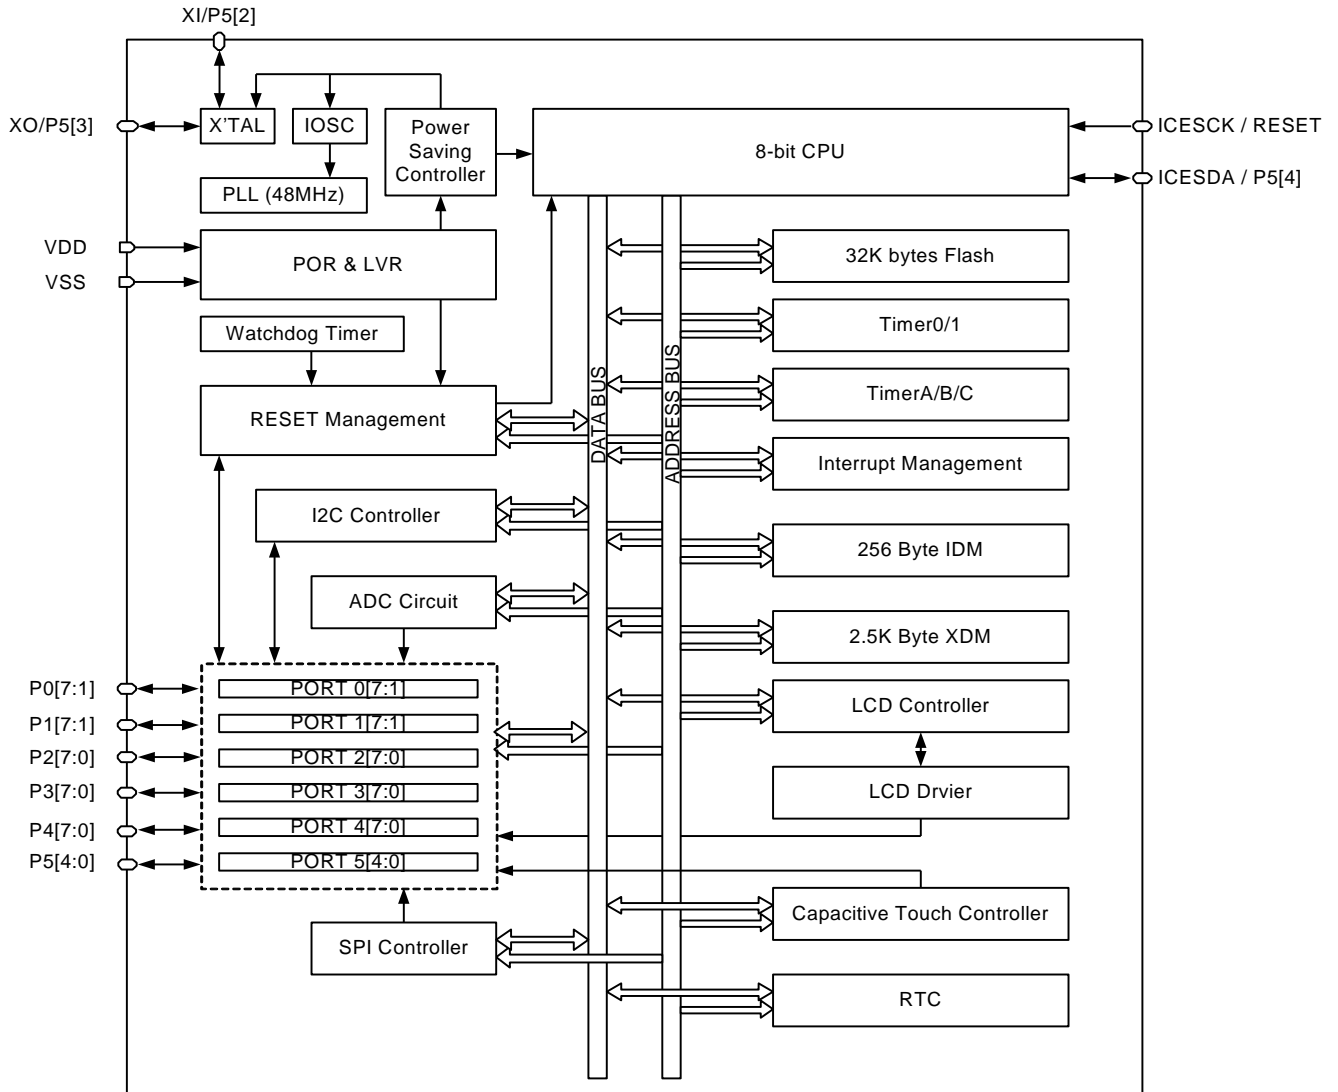 XI/P5[2]
XO/P5[3]
X'TAL
IOSC
Power
Saving
Controller
8-bit CPU
ICESCK / RESET
ICESDA / P5[4]
PLL (48MHz)
VDD
VSS
POR & LVR
32K bytes Flash
Watchdog Timer
Timer0/1
RESET Management
DATA BUS
ADDRESS BUS
TimerA/B/C
Interrupt Management
I2C Controller
256 Byte IDM
ADC Circuit
2.5K Byte XDM
P0[7:1]
PORT 0[7:1]
P1[7:1]
PORT 1[7:1]
P2[7:0]
PORT 2[7:0]
P3[7:0]
PORT 3[7:0]
P4[7:0]
PORT 4[7:0]
P5[4:0]
PORT 5[4:0]
LCD Controller
LCD Drvier
Capacitive Touch Controller
SPI Controller
RTC